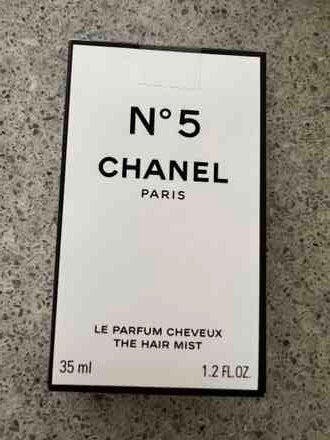 N°5
CHANEL
PARIS
LE PARFUM CHEVEUX
THE HAIR MIST
35 ml 1.2 FL.OZ.